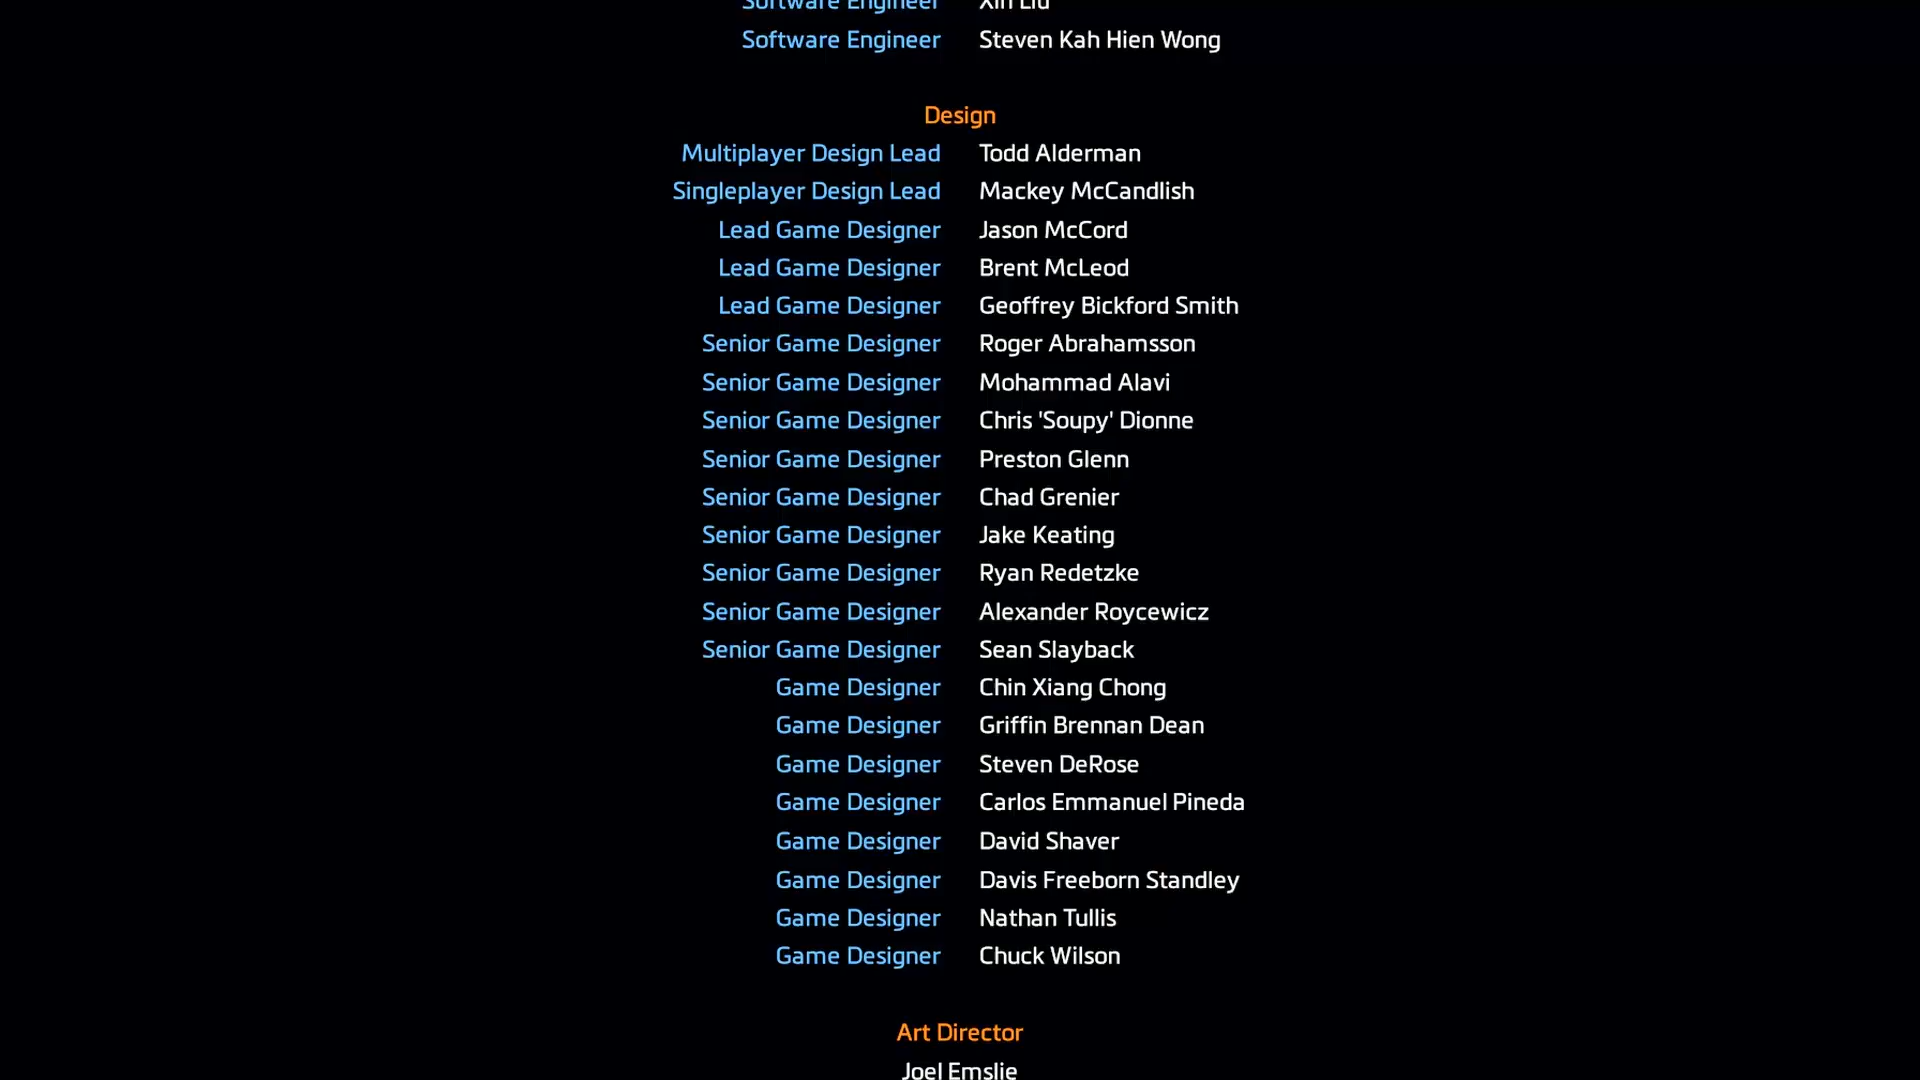 Software Engineer Xin Liu
Software Engineer Steven Kah Hien Wong
Design
Multiplayer Design Lead Todd Alderman
Singleplayer Design Lead Mackey McCandlish
Lead Game Designer Jason McCord
Lead Game Designer Brent McLeod
Lead Game Designer Geoffrey Bickford Smith
Senior Game Designer Roger Abrahamsson
Senior Game Designer Mohammad Alavi
Senior Game Designer Chris 'Soupy' Dionne
Senior Game Designer Preston Glenn
Senior Game Designer Chad Grenier
Senior Game Designer Jake Keating
Senior Game Designer Ryan Redetzke
Senior Game Designer Alexander Roycewicz
Senior Game Designer Sean Slayback
Game Designer Chin Xiang Chong
Game Designer Griffin Brennan Dean
Game Designer Steven DeRose
Game Designer Carlos Emmanuel Pineda
Game Designer David Shaver
Game Designer Davis Freeborn Standley
Game Designer Nathan Tullis
Game Designer Chuck Wilson
Art Director
Joel Emslie